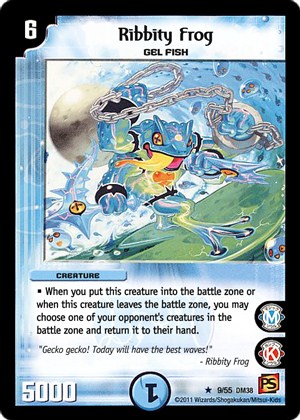 6
Ribbity Frog
GEL FISH
CREATURE
▪ When you put this creature into the battle zone or
when this creature leaves the battle zone, you may
choose one of your opponent's creatures in
the battle zone and return it to their hand.
"Gecko gecko! Today will have the best waves!"
- Ribbity Frog
M
K
5000
1
★ 9/55 DM38
PS
©2011 Wizards/Shogakukan/Mitsui-Kids